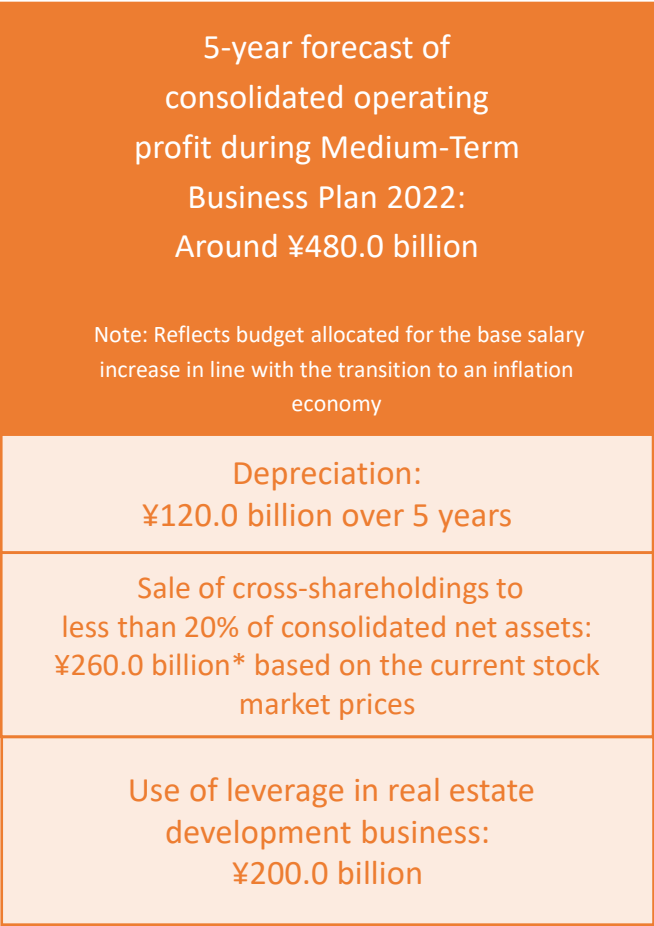 5-year forecast of
consolidated operating
profit during Medium-Term
Business Plan 2022:
Around ¥480.0 billion
Note: Reflects budget allocated for the base salary
increase in line with the transition to an inflation
economy
Depreciation:
¥120.0 billion over 5 years
Sale of cross-shareholdings to
less than 20% of consolidated net assets:
¥260.0 billion* based on the current stock
market prices
Use of leverage in real estate
development business:
¥200.0 billion